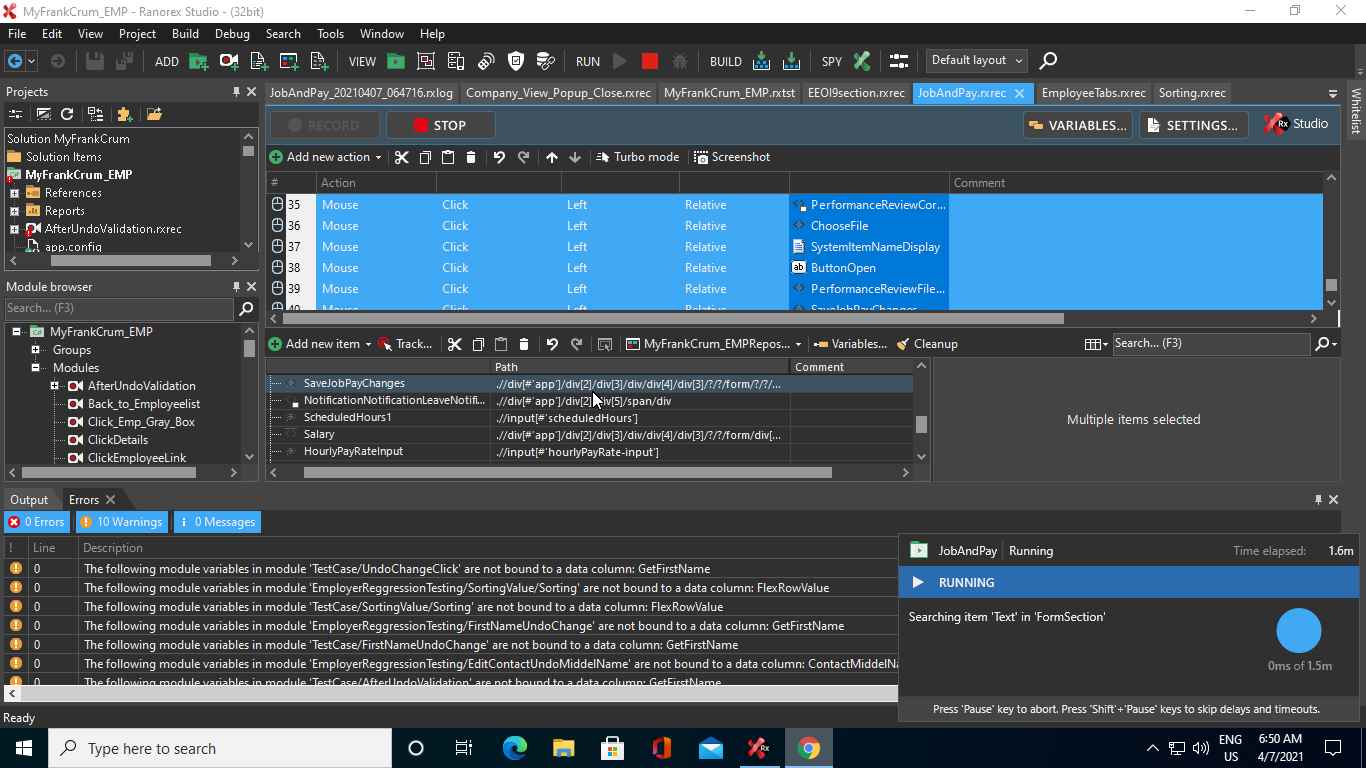 MyFrankCrum_EMP - Ranorex Studio - (32bit)
File Edit View Project Build Debug Search Tools Window Help
ADD VIEW RUN BUILD SPY Default layout
Projects
Solution MyFrankCrum
Solution Items
MyFrankCrum_EMP
References
Reports
AfterUndoValidation.rxrec
app.config
Module browser
Search... (F3)
MyFrankCrum_EMP
Groups
Modules
AfterUndoValidation
Back_to_Employeelist
Click_Emp_Gray_Box
ClickDetails
ClickEmployeeLink
JobAndPay_20210407_064716.rxlog Company_View_Popup_Close.rxrec MyFrankCrum_EMP.rxtst EEOI9section.rxrec JobAndPay.rxrec EmployeeTabs.rxrec Sorting.rxrec
Whitelist
RECORD STOP VARIABLES... SETTINGS... Rx Studio
Add new action Turbo mode Screenshot
# Action Comment
35 Mouse Click Left Relative PerformanceReviewCor...
36 Mouse Click Left Relative ChooseFile
37 Mouse Click Left Relative SystemItemNameDisplay
38 Mouse Click Left Relative ab ButtonOpen
39 Mouse Click Left Relative PerformanceReviewFile...
40 Mouse Click Left Relative SaveJobPayChanges
Add new item Track... MyFrankCrum_EMPRepos... Variables... Cleanup Search... (F3)
Path Comment
SaveJobPayChanges .//div[#'app']/div[2]/div[3]/div/div[4]/div[3]/?/?/form/?/?/...
NotificationNotificationLeaveNotifi... .//div[#'app']/div[2]/div[5]/span/div
ScheduledHours1 .//input[#'scheduledHours']
Salary .//div[#'app']/div[2]/div[3]/div/div[4]/div[3]/?/?/form/div[...
HourlyPayRateInput .//input[#'hourlyPayRate-input']
Multiple items selected
Output Errors
0 Errors 10 Warnings 0 Messages
! Line Description
0 The following module variables in module 'TestCase/UndoChangeClick' are not bound to a data column: GetFirstName
0 The following module variables in module 'EmployerReggressionTesting/SortingValue/Sorting' are not bound to a data column: FlexRowValue
0 The following module variables in module 'TestCase/SortingValue/Sorting' are not bound to a data column: FlexRowValue
0 The following module variables in module 'EmployerReggressionTesting/FirstNameUndoChange' are not bound to a data column: GetFirstName
0 The following module variables in module 'TestCase/FirstNameUndoChange' are not bound to a data column: GetFirstName
0 The following module variables in module 'EmployerReggressionTesting/EditContactUndoMiddelName' are not bound to a data column: ContactMiddelNa
0 The following module variables in module 'TestCase/AfterUndoValidation' are not bound to a data column: GetFirstName
JobAndPay Running Time elapsed: 1.6m
RUNNING
Searching item 'Text' in 'FormSection'
0ms of 1.5m
Press 'Pause' key to abort. Press 'Shift'+'Pause' keys to skip delays and timeouts.
Ready
Type here to search
ENG
US
6:50 AM
4/7/2021